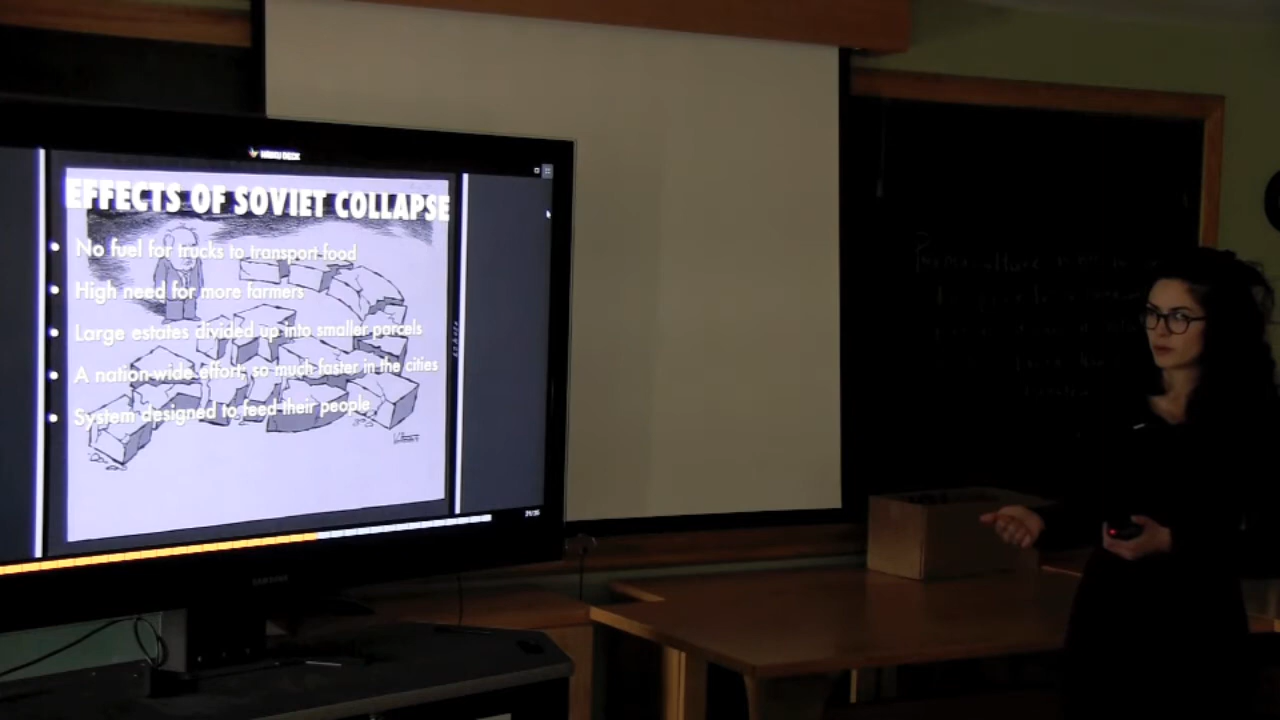 HAIKU DECK
EFFECTS OF SOVIET COLLAPSE
• No fuel for trucks to transport food
• High need for more farmers
• Large estates divided up into smaller parcels
• A nation-wide effort; so much faster in the cities
• System designed to feed their people
SAMSUNG